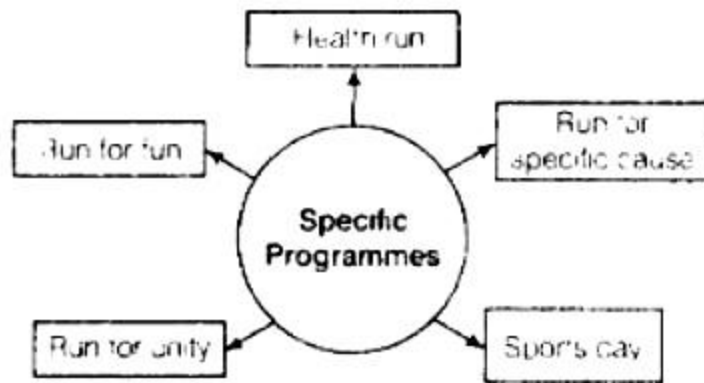 Health run
Run for
specific cause
Run for fun
Specific
Programmes
Run for unity
Sports day